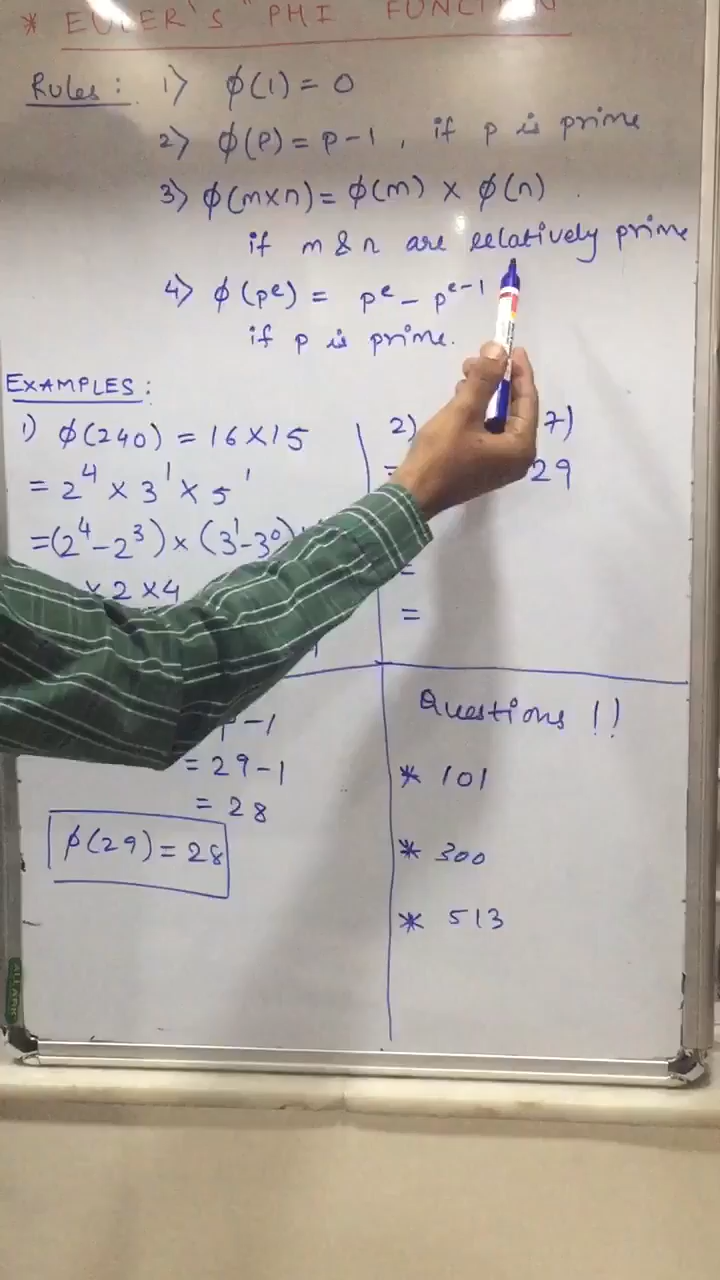 * EULER'S PHI FUNCTION
Rules: 1) ϕ(1) = 0
2) ϕ(P) = P-1, if p is prime
3) ϕ(m×n) = ϕ(m) × ϕ(n)
if m & n are relatively prime
4) ϕ(p^e) = p^e - p^{e-1}
if p is prime.
EXAMPLES:
1) ϕ(240) = 16×15
= 2^4 × 3^1 × 5^1
= (2^4-2^3) × (3^1-3^0)
× 2 × 4
-1
= 29-1
= 28
ϕ(29) = 28
2) 7)
= 29
=
=
Questions !!
* 101
* 300
* 513